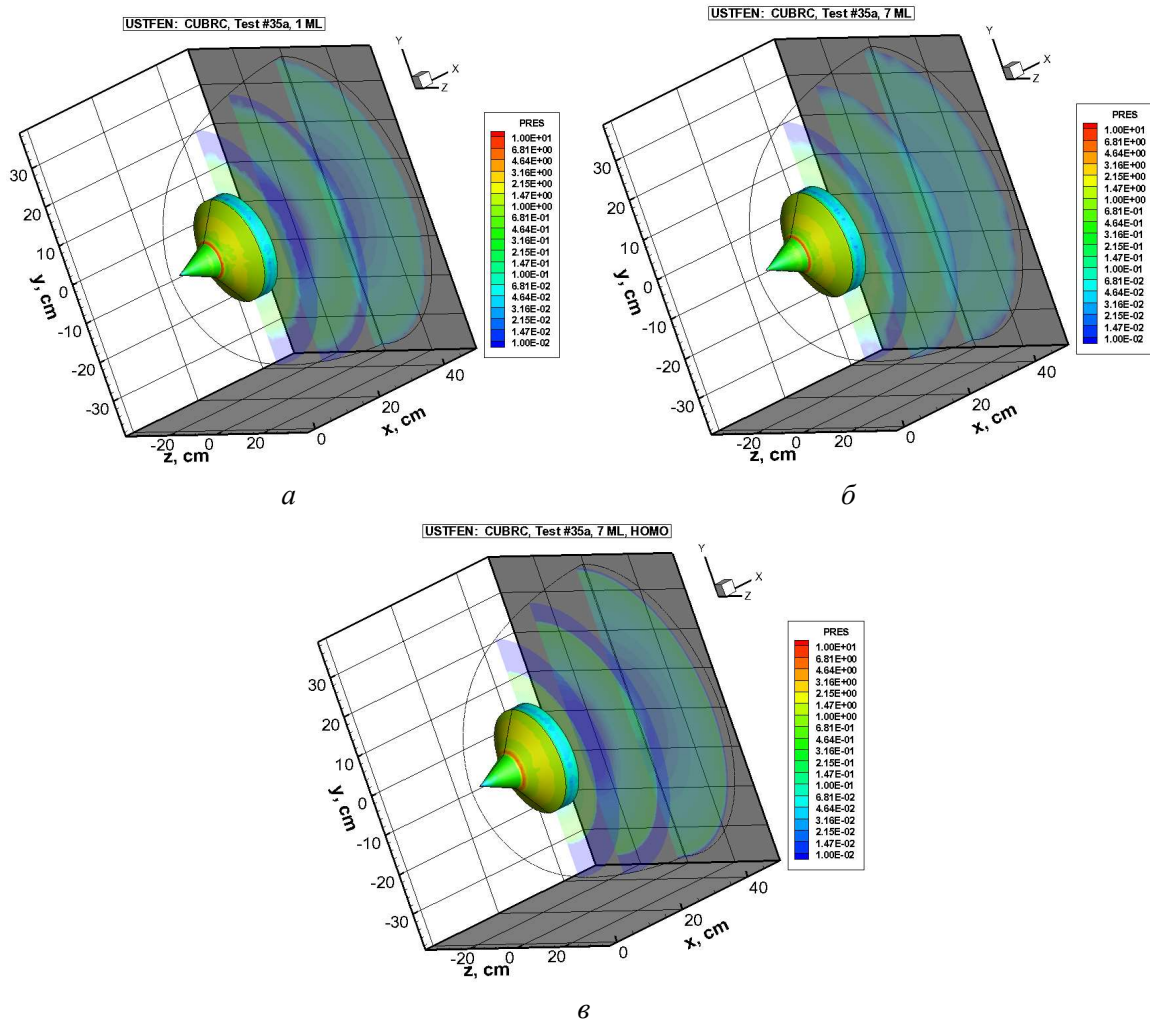 USTFEN: CUBRC, Test #35a, 1 ML
Y
X
Z
PRES
1.00E+01
6.81E+00
4.64E+00
3.16E+00
2.15E+00
1.47E+00
1.00E+00
6.81E-01
4.64E-01
3.16E-01
2.15E-01
1.47E-01
1.00E-01
6.81E-02
4.64E-02
3.16E-02
2.15E-02
1.47E-02
1.00E-02
30
20
10
0
-10
-20
-30
y, cm
-20 0 20
z, cm
0 20 40
x, cm
а
USTFEN: CUBRC, Test #35a, 7 ML
Y
X
Z
PRES
1.00E+01
6.81E+00
4.64E+00
3.16E+00
2.15E+00
1.47E+00
1.00E+00
6.81E-01
4.64E-01
3.16E-01
2.15E-01
1.47E-01
1.00E-01
6.81E-02
4.64E-02
3.16E-02
2.15E-02
1.47E-02
1.00E-02
30
20
10
0
-10
-20
-30
y, cm
-20 0 20
z, cm
0 20 40
x, cm
б
USTFEN: CUBRC, Test #35a, 7 ML, HOMO
Y
X
Z
PRES
1.00E+01
6.81E+00
4.64E+00
3.16E+00
2.15E+00
1.47E+00
1.00E+00
6.81E-01
4.64E-01
3.16E-01
2.15E-01
1.47E-01
1.00E-01
6.81E-02
4.64E-02
3.16E-02
2.15E-02
1.47E-02
1.00E-02
30
20
10
0
-10
-20
-30
y, cm
-20 0 20
z, cm
0 20 40
x, cm
в